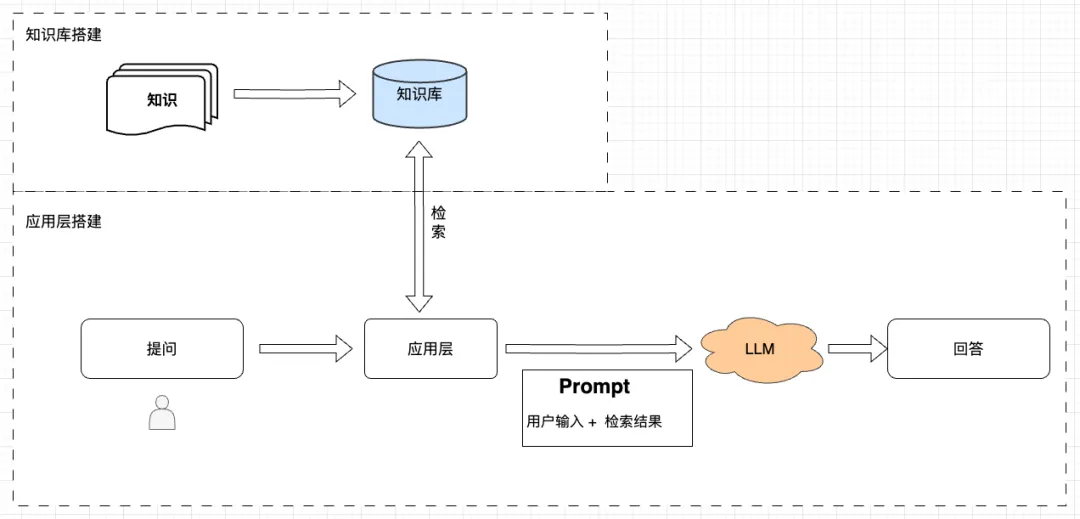 知识库搭建
知识
知识库
检
索
应用层搭建
提问
应用层
LLM
回答
Prompt
用户输入 + 检索结果